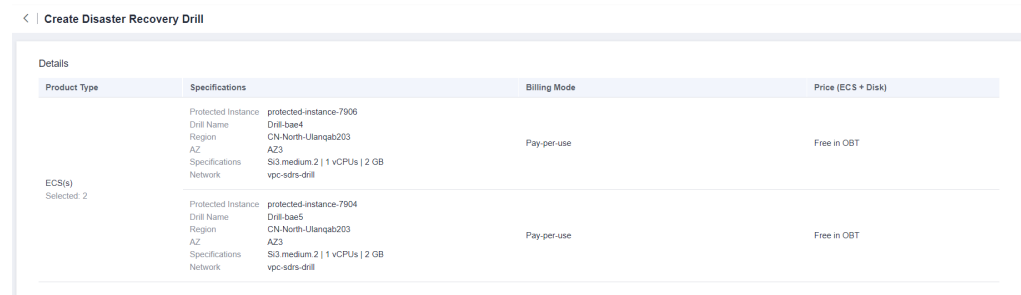 Create Disaster Recovery Drill
Details
Product Type Specifications Billing Mode Price (ECS + Disk)
ECS(s)
Selected: 2
Protected Instance protected-instance-7906
Drill Name Drill-bae4
Region CN-North-Ulanqab203
AZ AZ3
Specifications Si3.medium.2 | 1 vCPUs | 2 GB
Network vpc-sdrs-drill
Pay-per-use
Free in OBT
Protected Instance protected-instance-7904
Drill Name Drill-bae5
Region CN-North-Ulanqab203
AZ AZ3
Specifications Si3.medium.2 | 1 vCPUs | 2 GB
Network vpc-sdrs-drill
Pay-per-use
Free in OBT